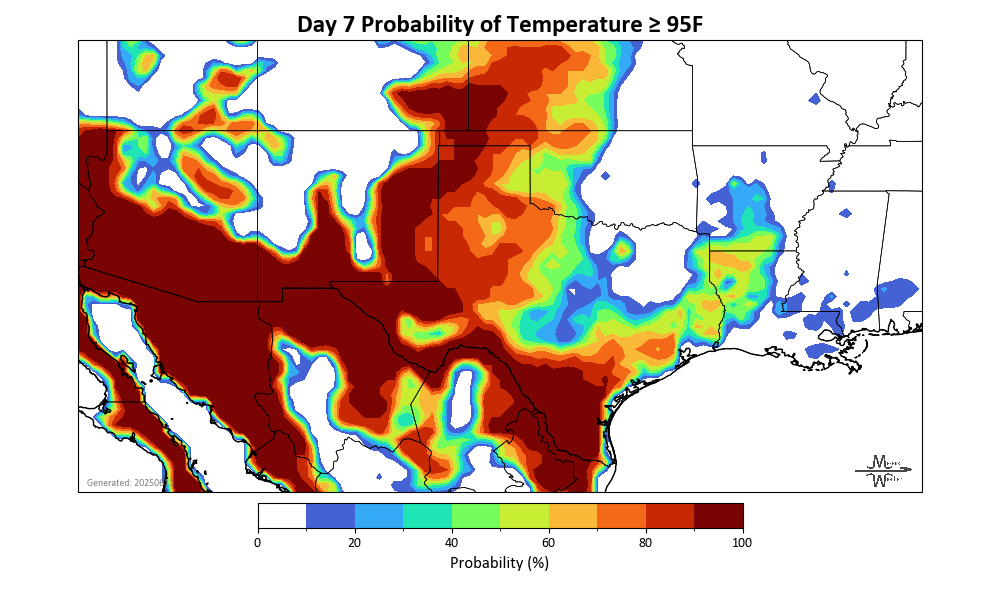 Day 7 Probability of Temperature ≥ 95F
Generated: 202506
0 20 40 60 80 100
Probability (%)